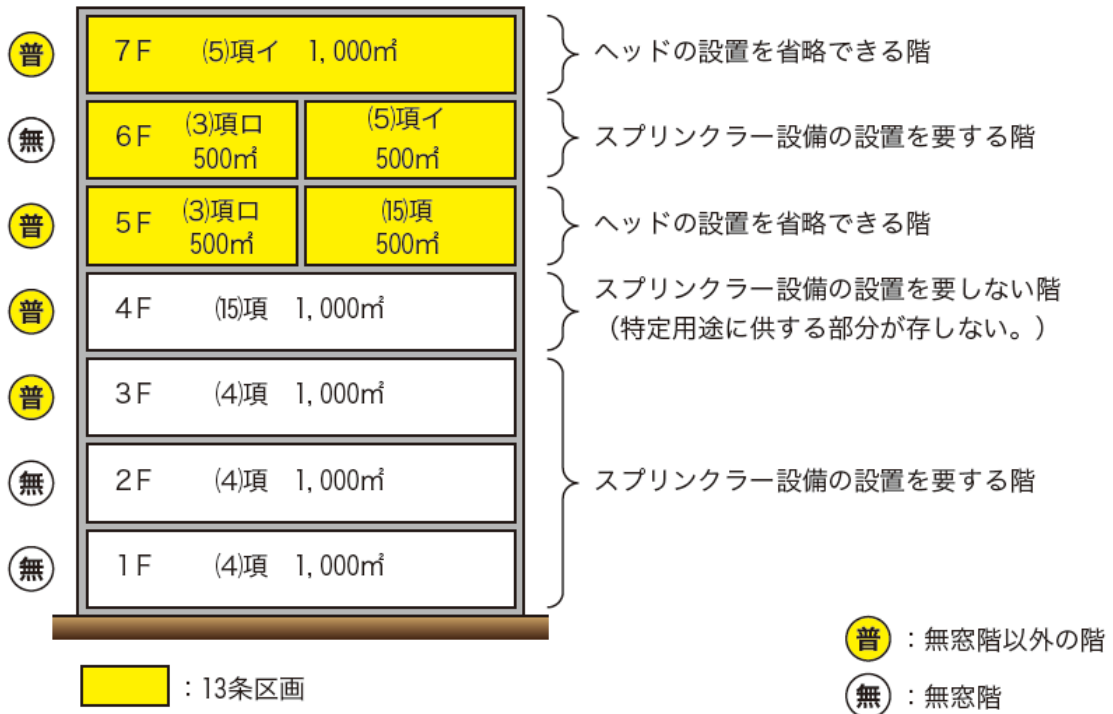 普 7F (5)項イ 1,000㎡ ヘッドの設置を省略できる階
無 6F (3)項ロ 500㎡ (5)項イ 500㎡ スプリンクラー設備の設置を要する階
普 5F (3)項ロ 500㎡ (15)項 500㎡ ヘッドの設置を省略できる階
普 4F (15)項 1,000㎡ スプリンクラー設備の設置を要しない階
（特定用途に供する部分が存しない。）
普 3F (4)項 1,000㎡
無 2F (4)項 1,000㎡ スプリンクラー設備の設置を要する階
無 1F (4)項 1,000㎡
普：無窓階以外の階
：13条区画
無：無窓階